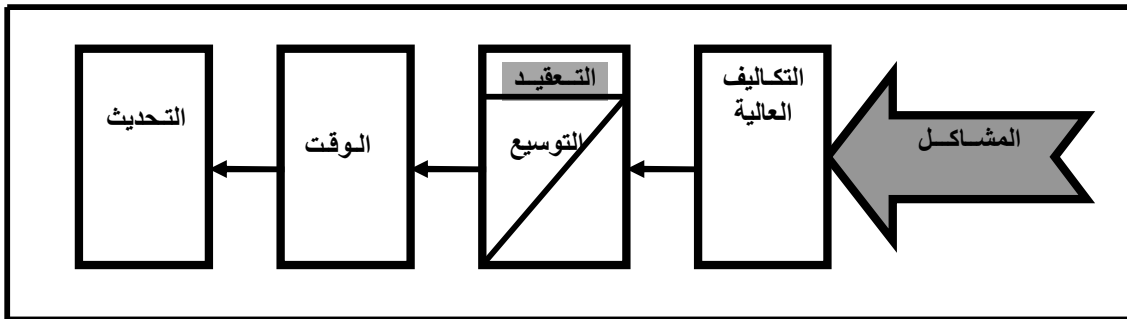 المشاكل
التكاليف
العالية
التعقيد
التوسيع
الوقت
التحديث